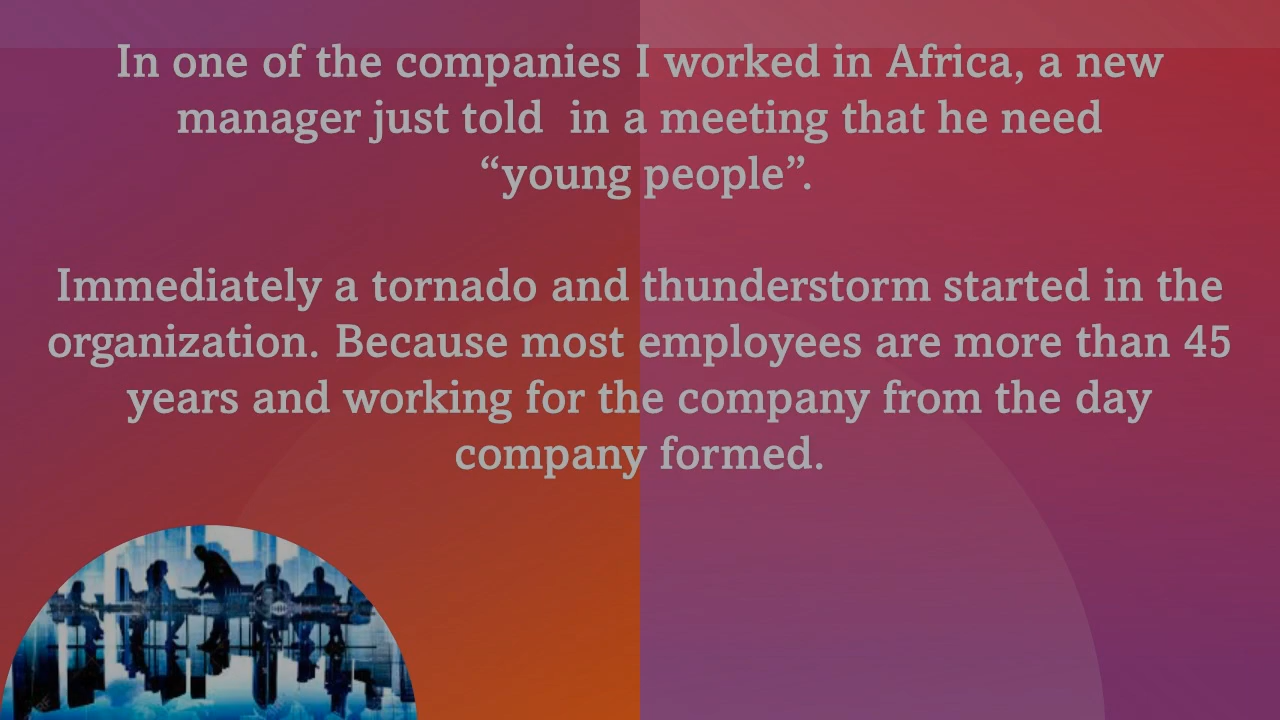 In one of the companies I worked in Africa, a new
manager just told  in a meeting that he need
“young people”.
Immediately a tornado and thunderstorm started in the
organization. Because most employees are more than 45
years and working for the company from the day
company formed.